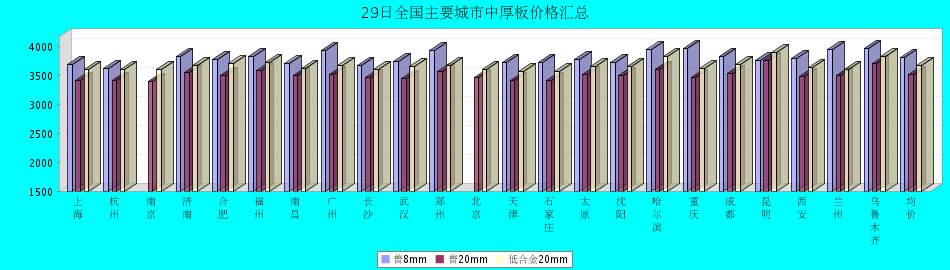 29日全国主要城市中厚板价格汇总
4000
3500
3000
2500
2000
1500
上海
杭州
南京
济南
合肥
福州
南昌
广州
长沙
武汉
郑州
北京
天津
石家庄
太原
沈阳
哈尔滨
重庆
成都
昆明
西安
兰州
乌鲁木齐
均价
普8mm 普20mm 低合金20mm